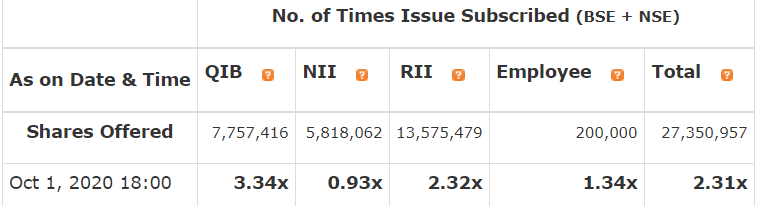 No. of Times Issue Subscribed (BSE + NSE)
As on Date & Time QIB ? NII ? RII ? Employee ? Total ?
Shares Offered 7,757,416 5,818,062 13,575,479 200,000 27,350,957
Oct 1, 2020 18:00 3.34x 0.93x 2.32x 1.34x 2.31x